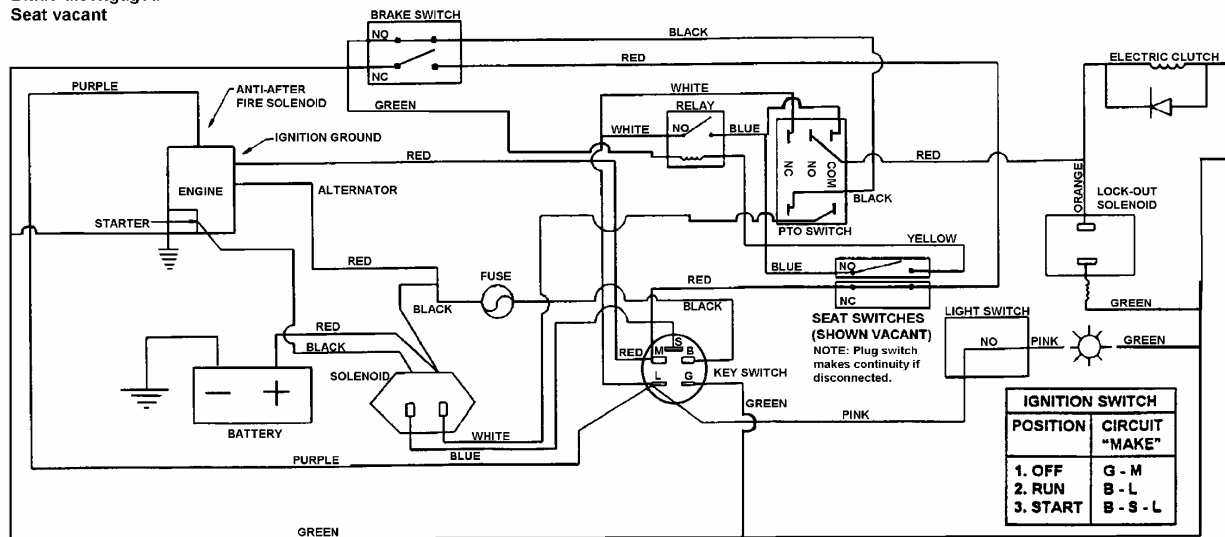 Seat vacant
BRAKE SWITCH
NO
BLACK
RED
NC
ELECTRIC CLUTCH
PURPLE
ANTI-AFTER
FIRE SOLENOID
WHITE
GREEN
RELAY
WHITE
NO
BLUE
IGNITION GROUND
RED
NC
NO
COM
RED
ENGINE
ALTERNATOR
BLACK
ORANGE
LOCK-OUT
SOLENOID
STARTER
PTO SWITCH
YELLOW
RED
BLUE
NO
FUSE
RED
NC
BLACK
BLACK
GREEN
SEAT SWITCHES
(SHOWN VACANT)
NOTE: Plug switch
makes continuity if
disconnected.
LIGHT SWITCH
NO
PINK
GREEN
RED
BLACK
RED
S
M
B
L
G
KEY SWITCH
SOLENOID
BATTERY
GREEN
PINK
WHITE
BLUE
PURPLE
GREEN
IGNITION SWITCH
POSITION CIRCUIT
"MAKE"
1. OFF G - M
2. RUN B - L
3. START B - S - L